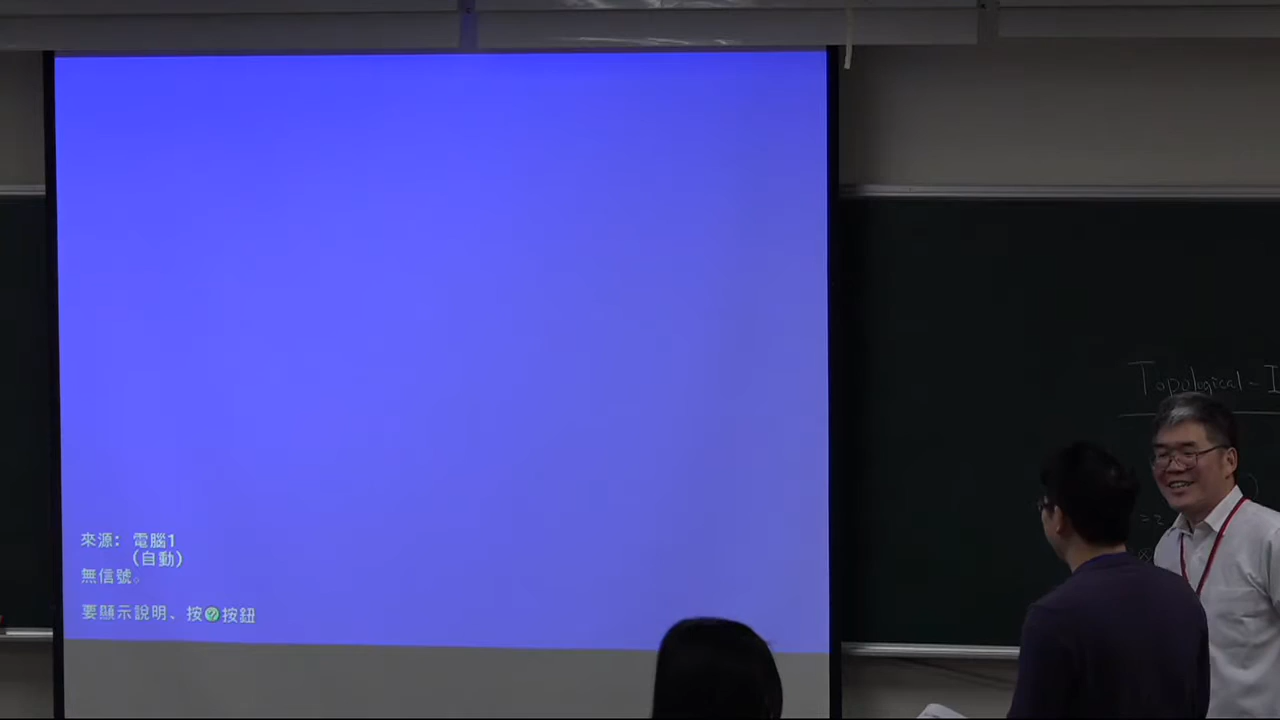 來源: 電腦1
(自動)
無信號。
要顯示說明、按?按鈕
Topological - I